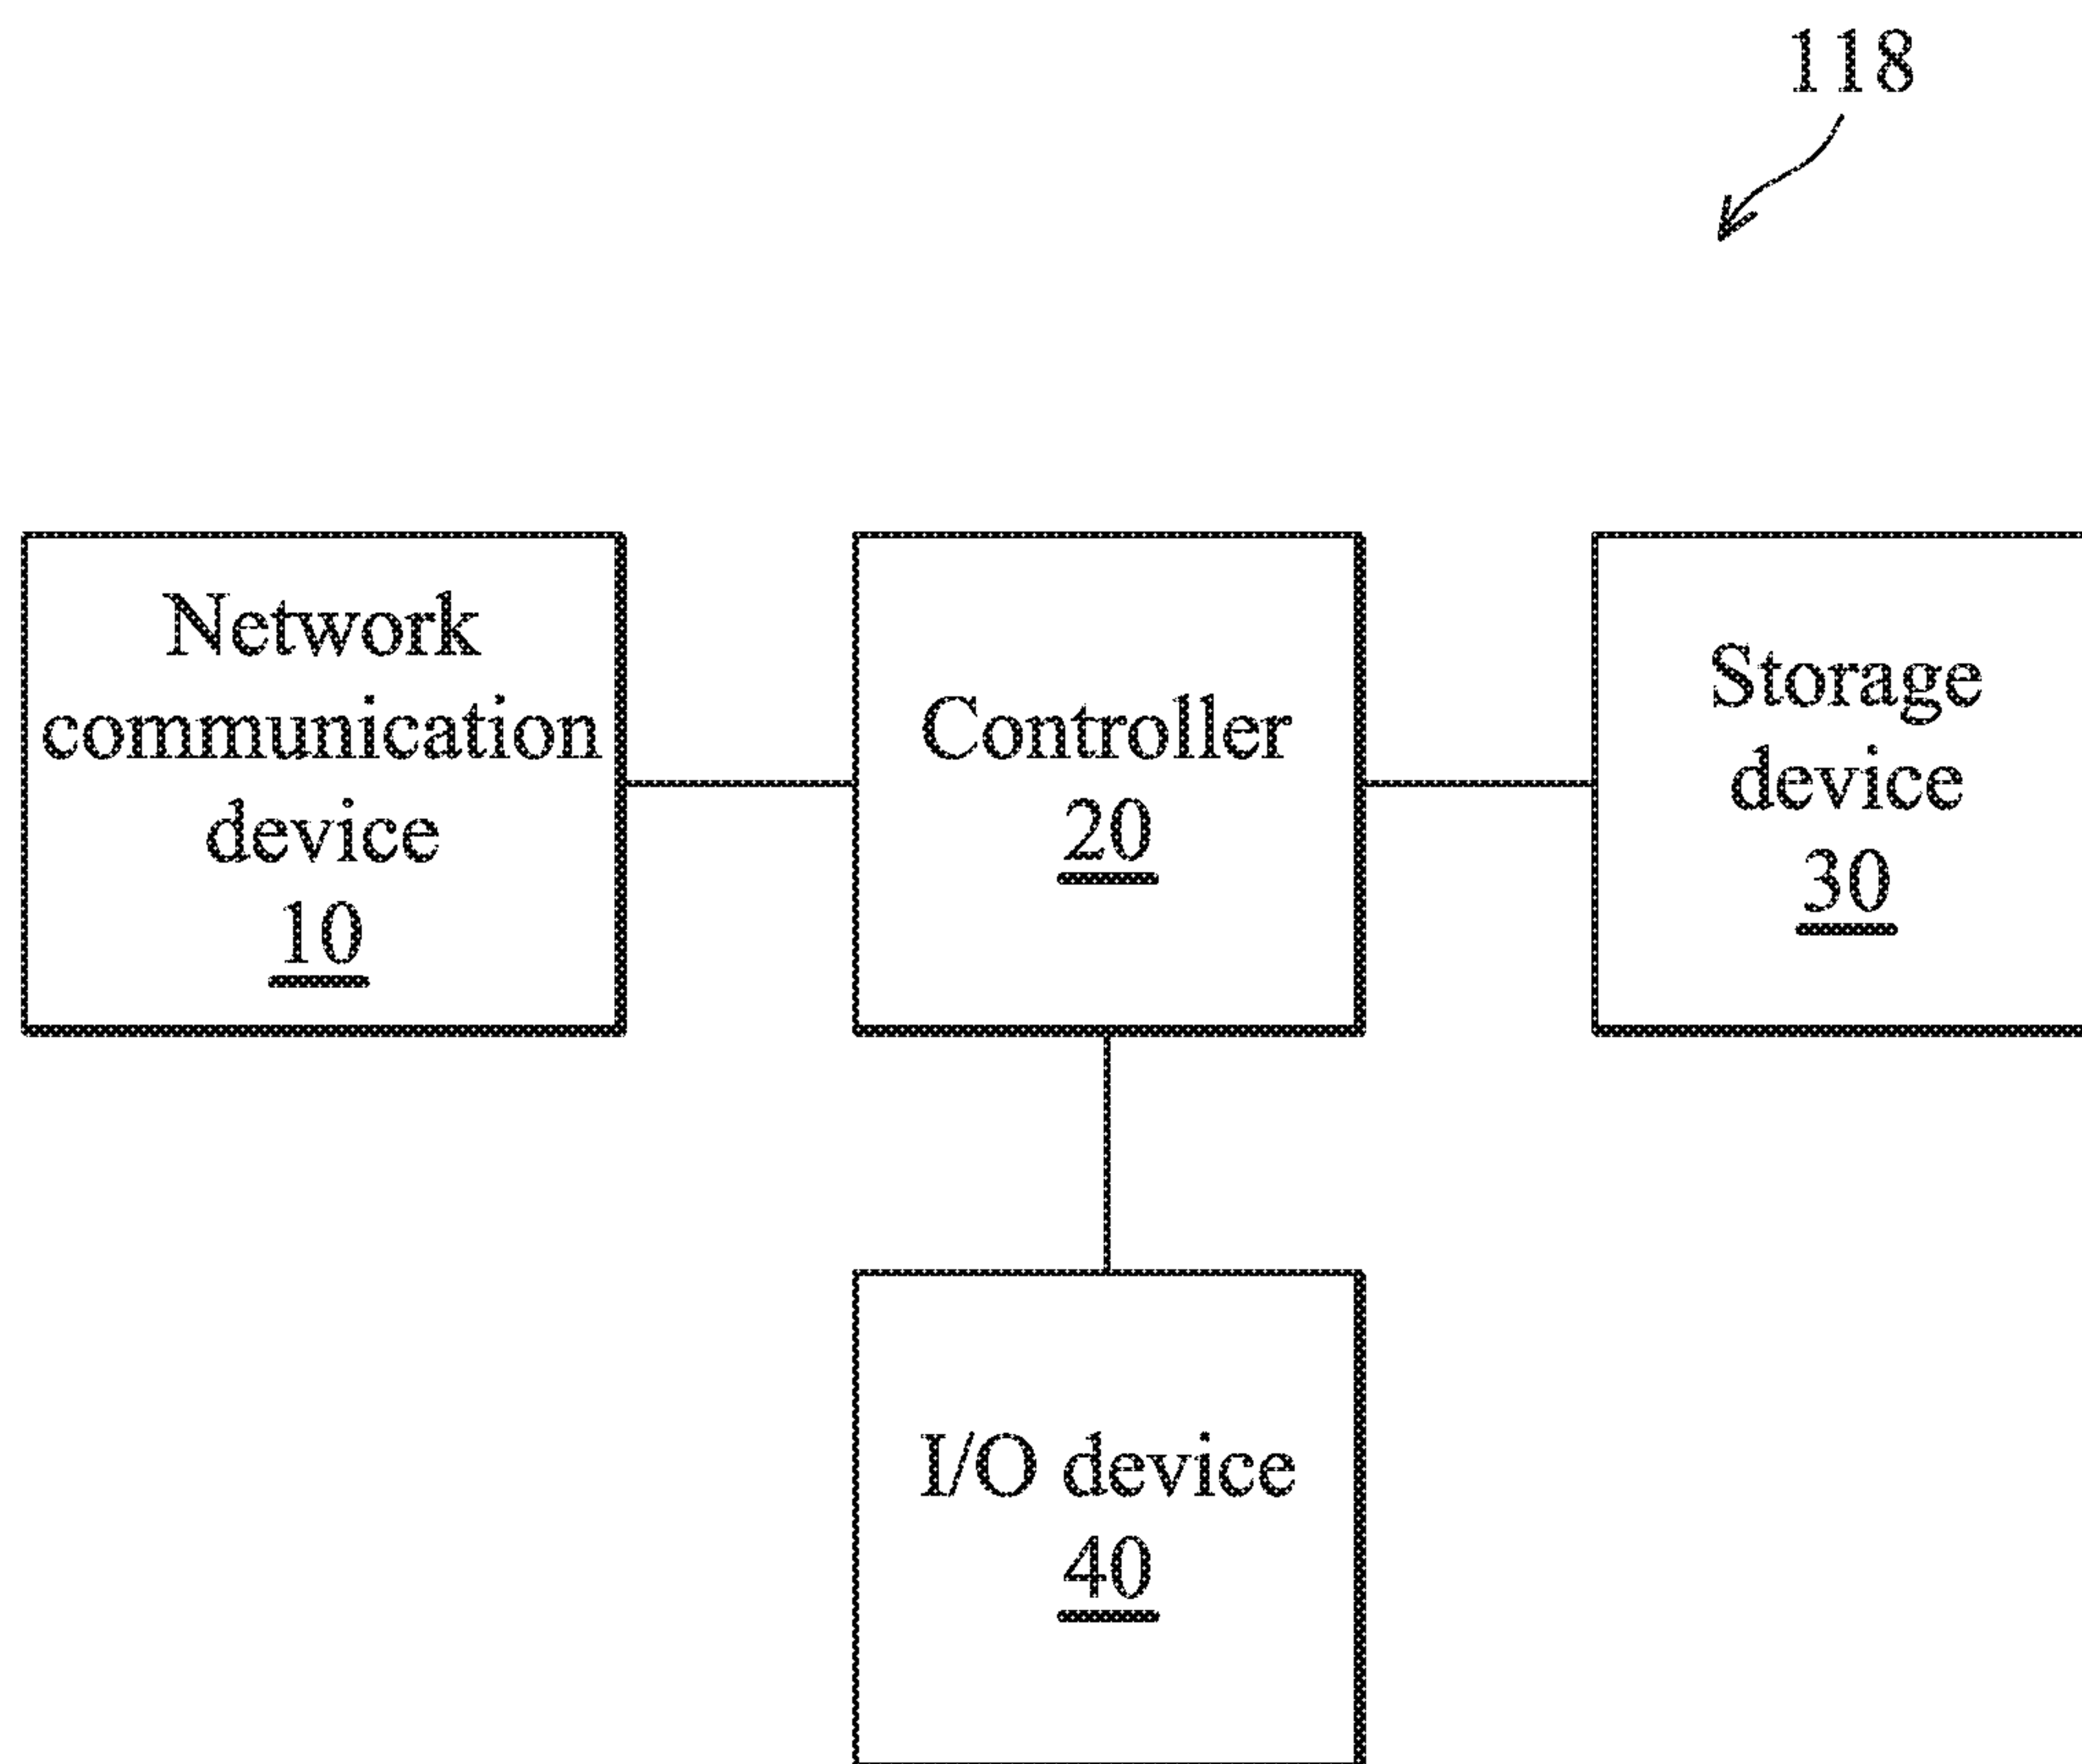 118
Network
communication
device
10
Controller
20
Storage
device
30
I/O device
40